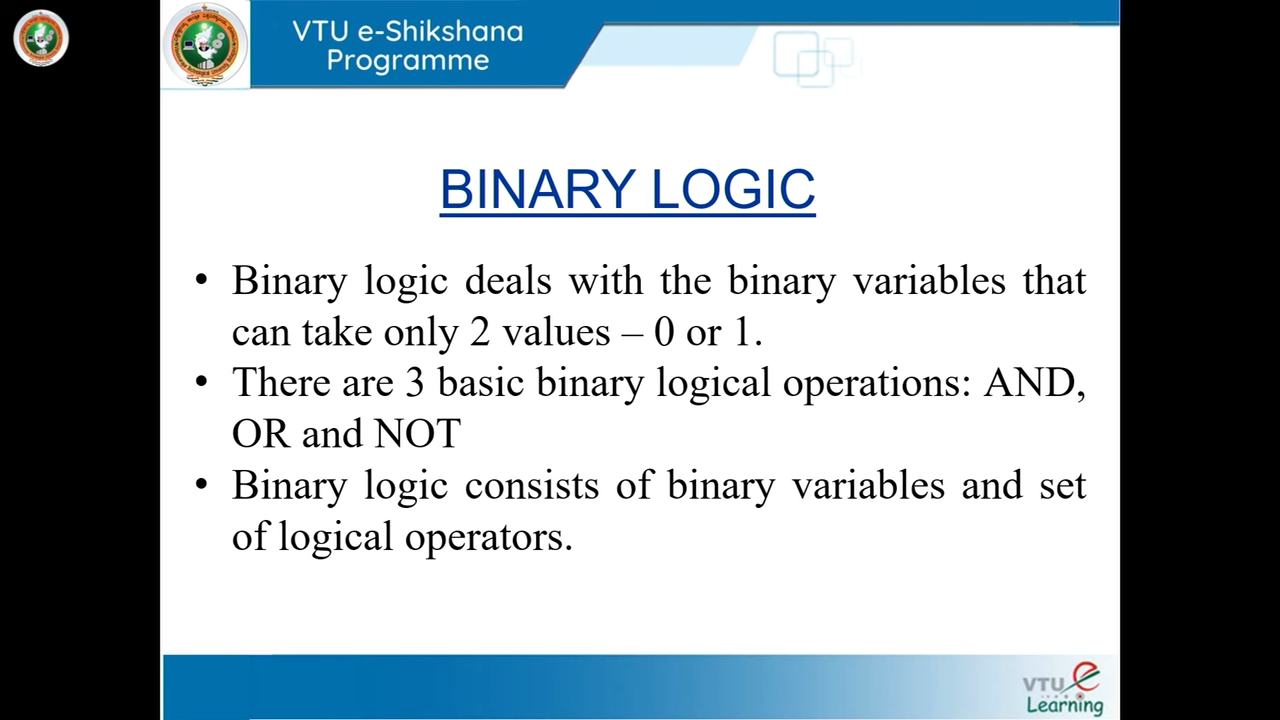 VTU e-Shikshana
Programme
BINARY LOGIC
• Binary logic deals with the binary variables that
can take only 2 values – 0 or 1.
• There are 3 basic binary logical operations: AND,
OR and NOT
• Binary logic consists of binary variables and set
of logical operators.
VTU e
Learning